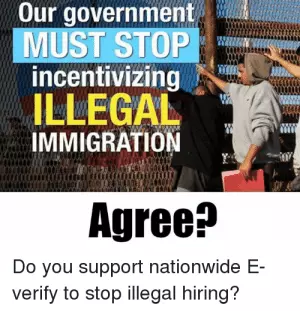 Our government
MUST STOP
incentivizing
ILLEGAL
IMMIGRATION
Agree?
Do you support nationwide E-
verify to stop illegal hiring?